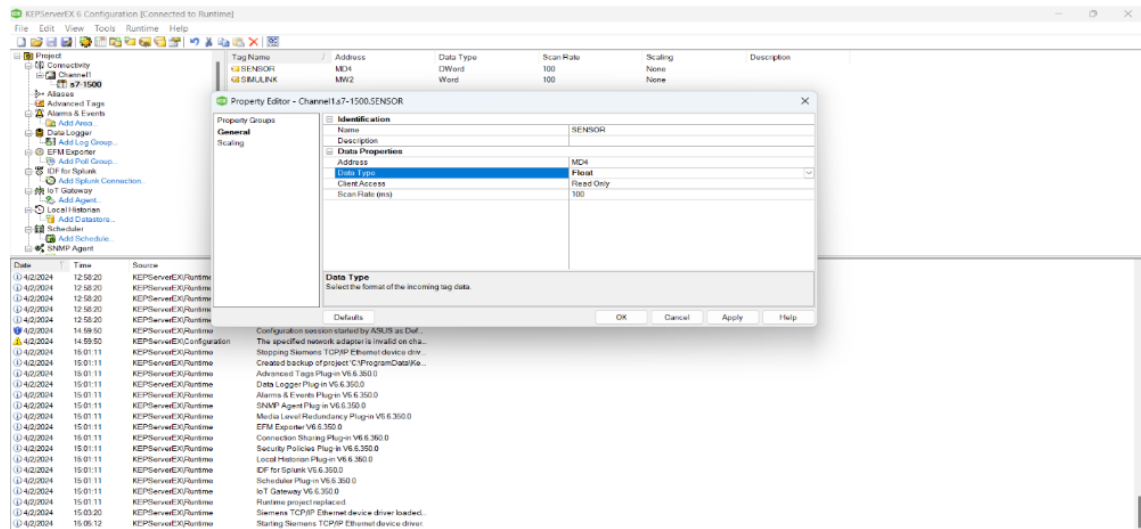 KEPServerEX 6 Configuration [Connected to Runtime]
File Edit View Tools Runtime Help
Project
Connectivity
Channel1
s7-1500
Aliases
Advanced Tags
Alarms & Events
Add Area...
Data Logger
Add Log Group...
EFM Exporter
Add Poll Group...
IDF for Splunk
Add Splunk Connection...
IoT Gateway
Add Agent...
Local Historian
Add Datastore...
Scheduler
Add Schedule...
SNMP Agent
Tag Name / Address Data Type Scan Rate Scaling Description
SENSOR MD4 DWord 100 None
SIMULINK MW2 Word 100 None
Property Editor - Channel1.s7-1500.SENSOR
Property Groups
General
Scaling
Identification
Name SENSOR
Description
Data Properties
Address MD4
Data Type Float
Client Access Read Only
Scan Rate (ms) 100
Data Type
Select the format of the incoming tag data.
Defaults OK Cancel Apply Help
Date Time Source
4/2/2024 12:58:20 KEPServerEX\Runtime
4/2/2024 12:58:20 KEPServerEX\Runtime
4/2/2024 12:58:20 KEPServerEX\Runtime
4/2/2024 12:58:20 KEPServerEX\Runtime
4/2/2024 12:58:20 KEPServerEX\Runtime
4/2/2024 14:59:50 KEPServerEX\Runtime Configuration session started by ASUS as Def...
4/2/2024 14:59:50 KEPServerEX\Configuration The specified network adapter is invalid on cha...
4/2/2024 15:01:11 KEPServerEX\Runtime Stopping Siemens TCP/IP Ethernet device driv...
4/2/2024 15:01:11 KEPServerEX\Runtime Created backup of project 'C:\ProgramData\Ke...
4/2/2024 15:01:11 KEPServerEX\Runtime Advanced Tags Plug-in V6.6.350.0
4/2/2024 15:01:11 KEPServerEX\Runtime Data Logger Plug-in V6.6.350.0
4/2/2024 15:01:11 KEPServerEX\Runtime Alarms & Events Plug-in V6.6.350.0
4/2/2024 15:01:11 KEPServerEX\Runtime SNMP Agent Plug-in V6.6.350.0
4/2/2024 15:01:11 KEPServerEX\Runtime Media Level Redundancy Plug-in V6.6.350.0
4/2/2024 15:01:11 KEPServerEX\Runtime EFM Exporter V6.6.350.0
4/2/2024 15:01:11 KEPServerEX\Runtime Connection Sharing Plug-in V6.6.350.0
4/2/2024 15:01:11 KEPServerEX\Runtime Security Policies Plug-in V6.6.350.0
4/2/2024 15:01:11 KEPServerEX\Runtime Local Historian Plug-in V6.6.350.0
4/2/2024 15:01:11 KEPServerEX\Runtime IDF for Splunk V6.6.350.0
4/2/2024 15:01:11 KEPServerEX\Runtime Scheduler Plug-in V6.6.350.0
4/2/2024 15:01:11 KEPServerEX\Runtime IoT Gateway V6.6.350.0
4/2/2024 15:01:11 KEPServerEX\Runtime Runtime project replaced.
4/2/2024 15:03:20 KEPServerEX\Runtime Siemens TCP/IP Ethernet device driver loaded...
4/2/2024 15:05:12 KEPServerEX\Runtime Starting Siemens TCP/IP Ethernet device driver.